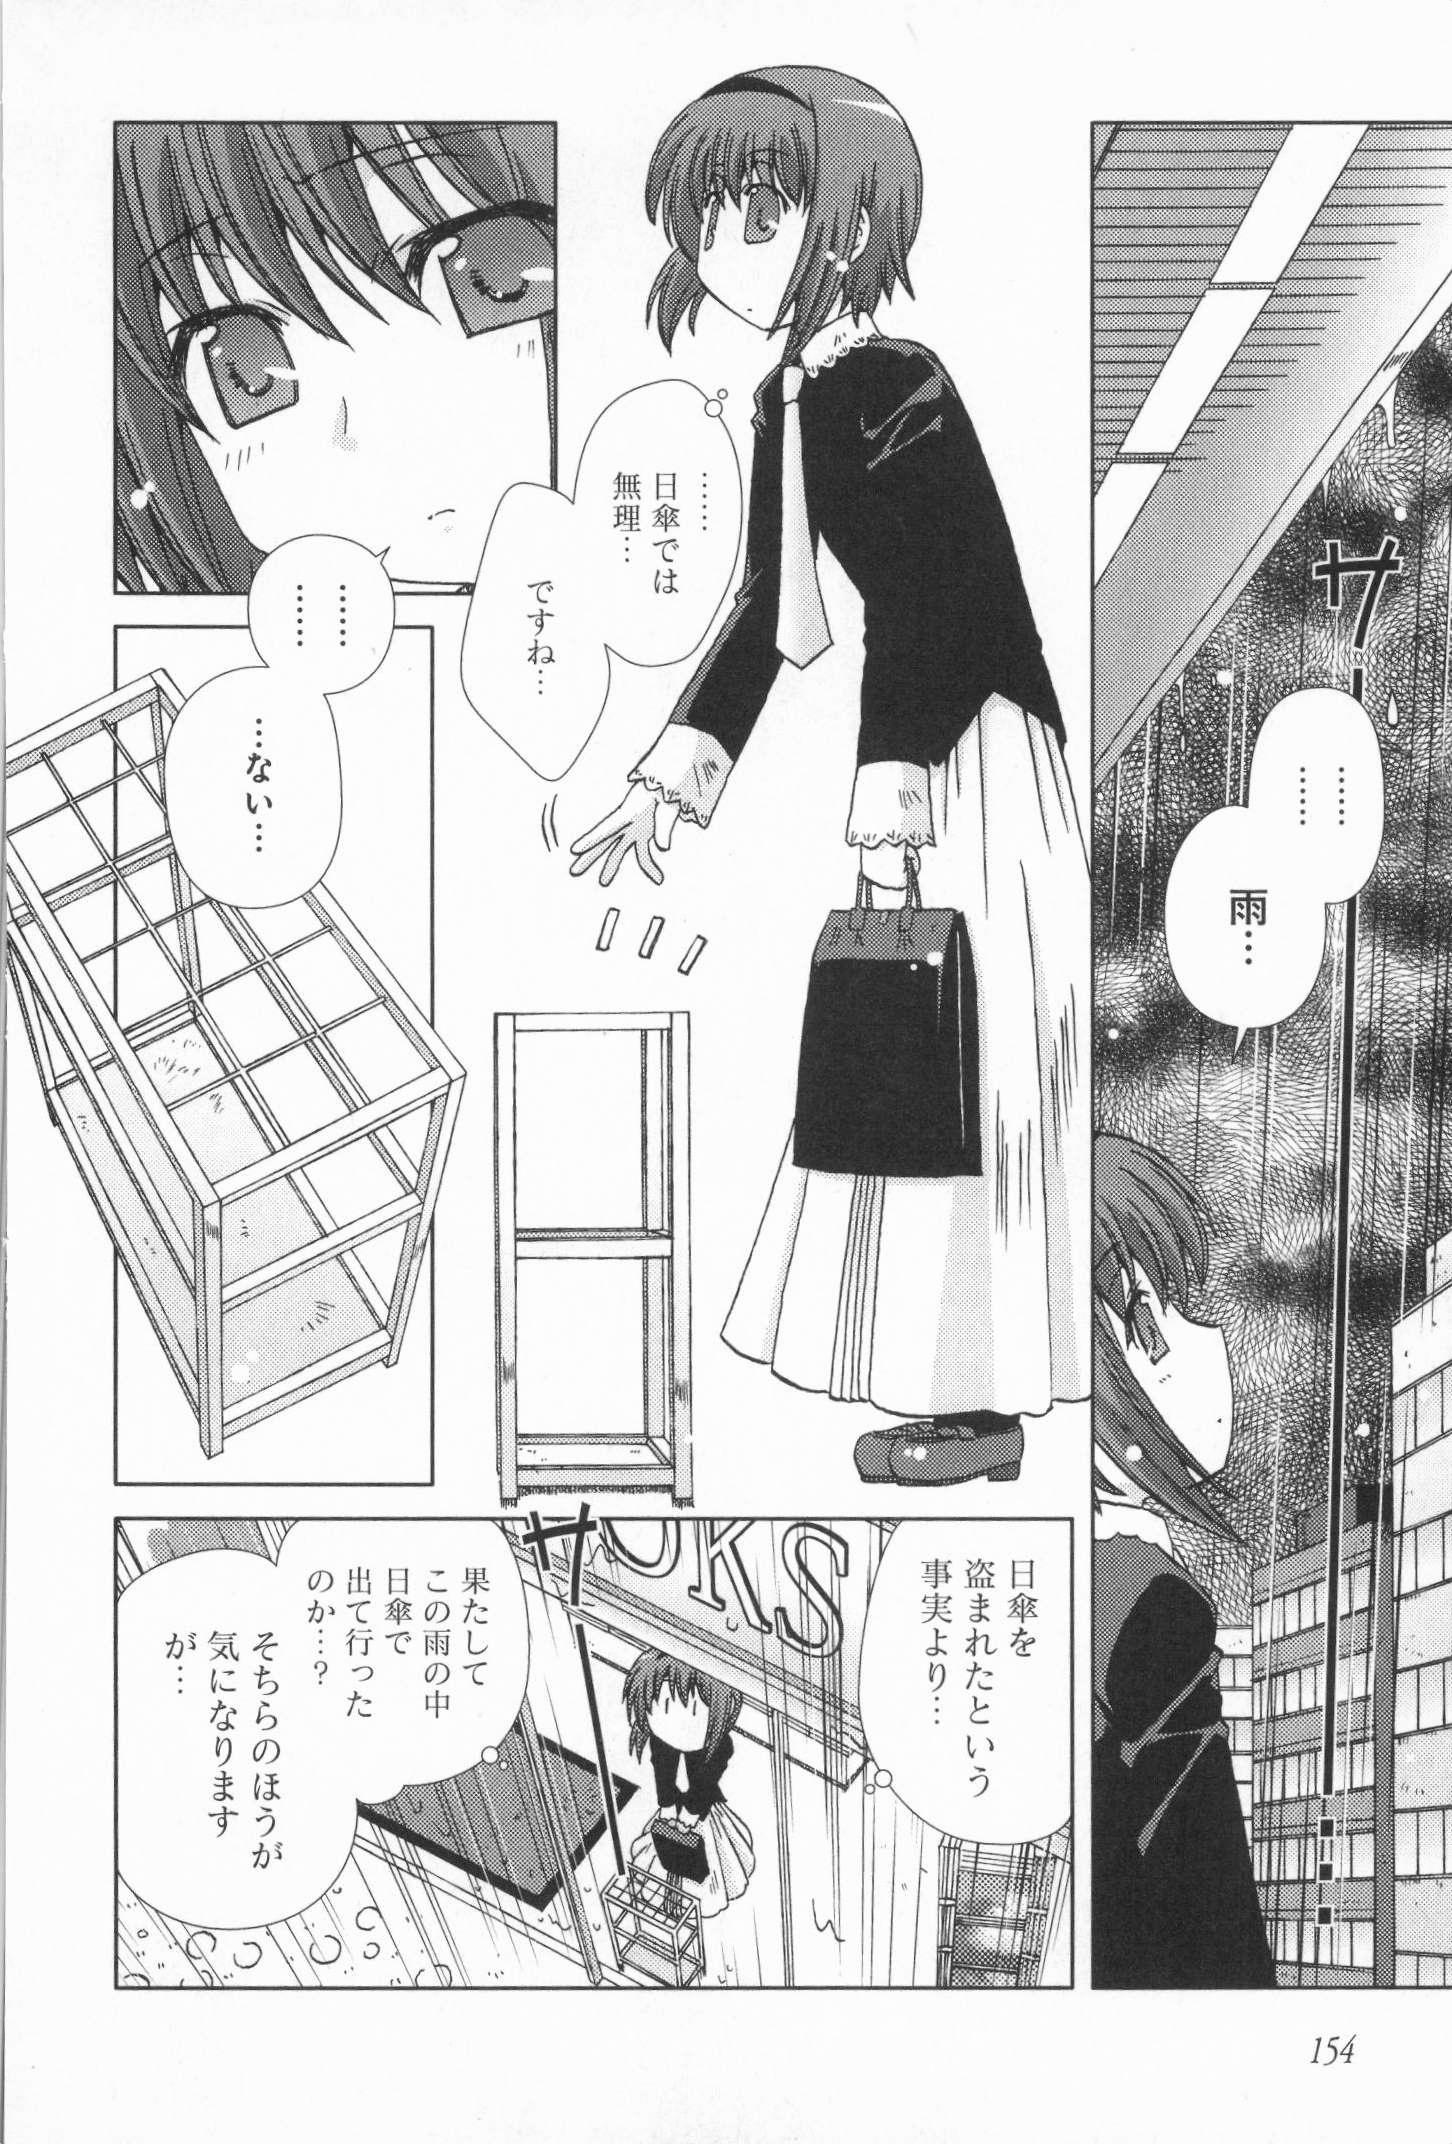 ザー
……
……
雨…
……
日傘では
無理…
ですね…
……
……
…ない…
日傘を
盗まれたという
事実より…
OKS
ザー
果たして
この雨の中
日傘で
出て行った
のか…?
そちらのほうが
気になります
が…
154